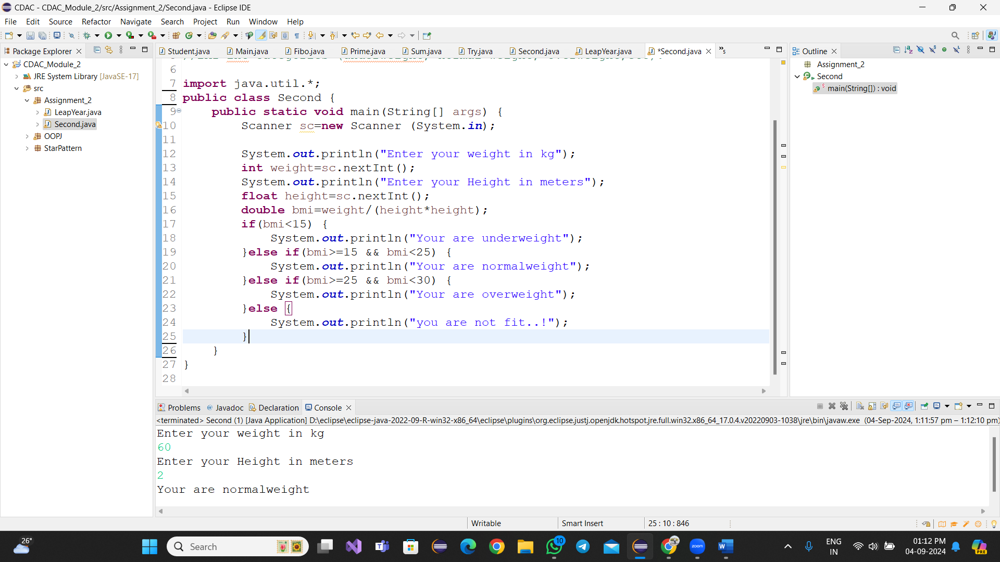 CDAC - CDAC_Module_2/src/Assignment_2/Second.java - Eclipse IDE
File Edit Source Refactor Navigate Search Project Run Window Help
Package Explorer
CDAC_Module_2
JRE System Library [JavaSE-17]
src
Assignment_2
LeapYear.java
Second.java
OOPJ
StarPattern
Student.java Main.java Fibo.java Prime.java Sum.java Try.java Second.java LeapYear.java *Second.java »5
6
7 import java.util.*;
8 public class Second {
9 public static void main(String[] args) {
10 Scanner sc=new Scanner (System.in);
11
12 System.out.println("Enter your weight in kg");
13 int weight=sc.nextInt();
14 System.out.println("Enter your Height in meters");
15 float height=sc.nextInt();
16 double bmi=weight/(height*height);
17 if(bmi<15) {
18 System.out.println("Your are underweight");
19 }else if(bmi>=15 && bmi<25) {
20 System.out.println("Your are normalweight");
21 }else if(bmi>=25 && bmi<30) {
22 System.out.println("Your are overweight");
23 }else {
24 System.out.println("you are not fit..!");
25 }
26 }
27 }
28
Outline
Assignment_2
Second
main(String[]) : void
Problems Javadoc Declaration Console
<terminated> Second (1) [Java Application] D:\eclipse\eclipse-java-2022-09-R-win32-x86_64\eclipse\plugins\org.eclipse.justj.openjdk.hotspot.jre.full.win32.x86_64_17.0.4.v20220903-1038\jre\bin\javaw.exe (04-Sep-2024, 1:11:57 pm – 1:12:10 pm)
Enter your weight in kg
60
Enter your Height in meters
2
Your are normalweight
Writable Smart Insert 25 : 10 : 846
26°
Search
10
zoom
ENG
IN
01:12 PM
04-09-2024
PRE